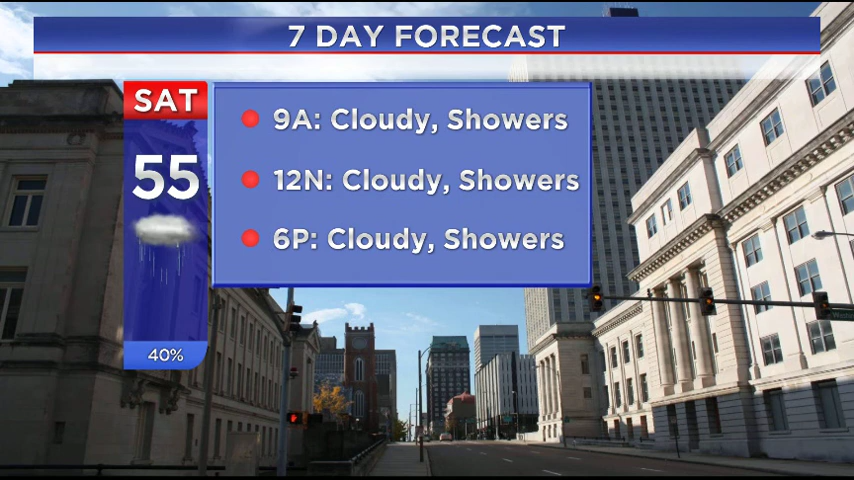 7 DAY FORECAST
SAT
55
40%
9A: Cloudy, Showers
12N: Cloudy, Showers
6P: Cloudy, Showers